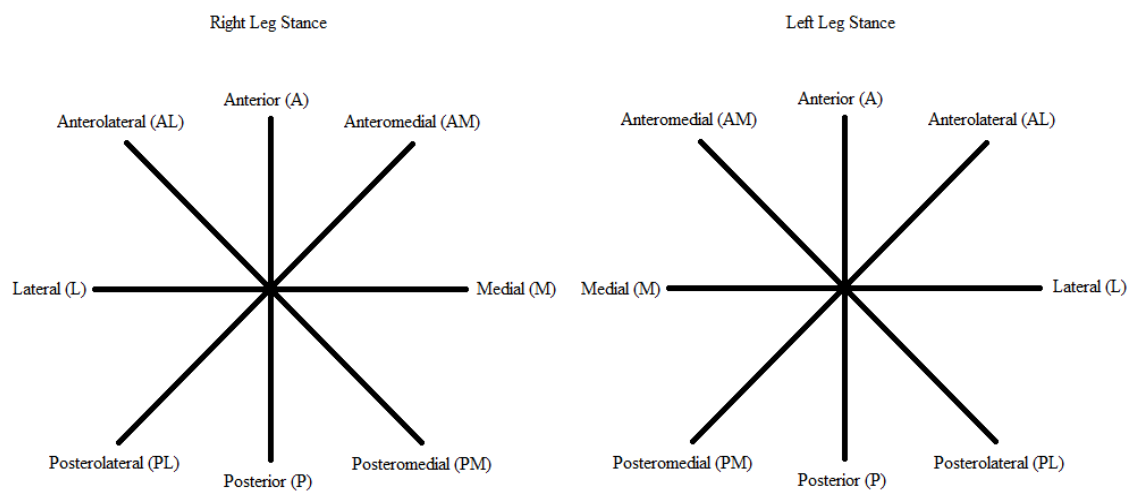 Right Leg Stance
Anterior (A)
Anterolateral (AL)
Anteromedial (AM)
Lateral (L)
Medial (M)
Posterolateral (PL)
Posteromedial (PM)
Posterior (P)
Left Leg Stance
Anterior (A)
Anteromedial (AM)
Anterolateral (AL)
Medial (M)
Lateral (L)
Posteromedial (PM)
Posterolateral (PL)
Posterior (P)